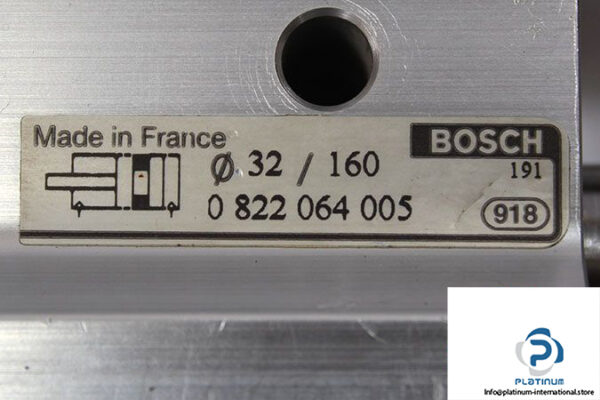 Made in France
BOSCH
Ø 32 / 160
191
0 822 064 005
918
PLATINUM
info@platinum-international.store